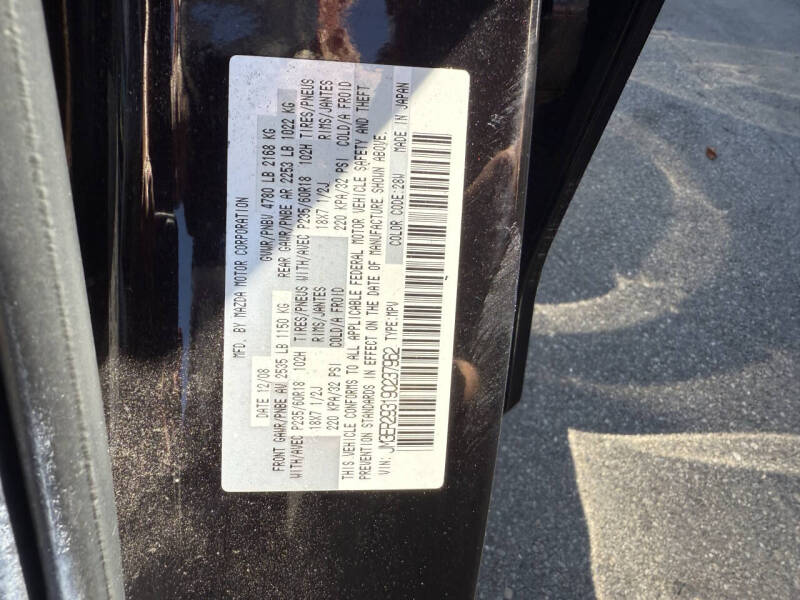 MFD. BY MAZDA MOTOR CORPORATION
DATE 12/08 GVWR/PNBV 4780 LB 2168 KG
FRONT GAWR/PNBE AV 2535 LB 1150 KG REAR GAWR/PNBE AR 2253 LB 1022 KG
WITH/AVEC P235/60R18 102H TIRES/PNEUS WITH/AVEC P235/60R18 102H TIRES/PNEUS
18X7 1/2J RIMS/JANTES 18X7 1/2J RIMS/JANTES
220 KPA/32 PSI COLD/A FROID 220 KPA/32 PSI COLD/A FROID
THIS VEHICLE CONFORMS TO ALL APPLICABLE FEDERAL MOTOR VEHICLE SAFETY AND THEFT
PREVENTION STANDARDS IN EFFECT ON THE DATE OF MANUFACTURE SHOWN ABOVE.
VIN: JM3ER293190237962 TYPE:MPV COLOR CODE:28W MADE IN JAPAN